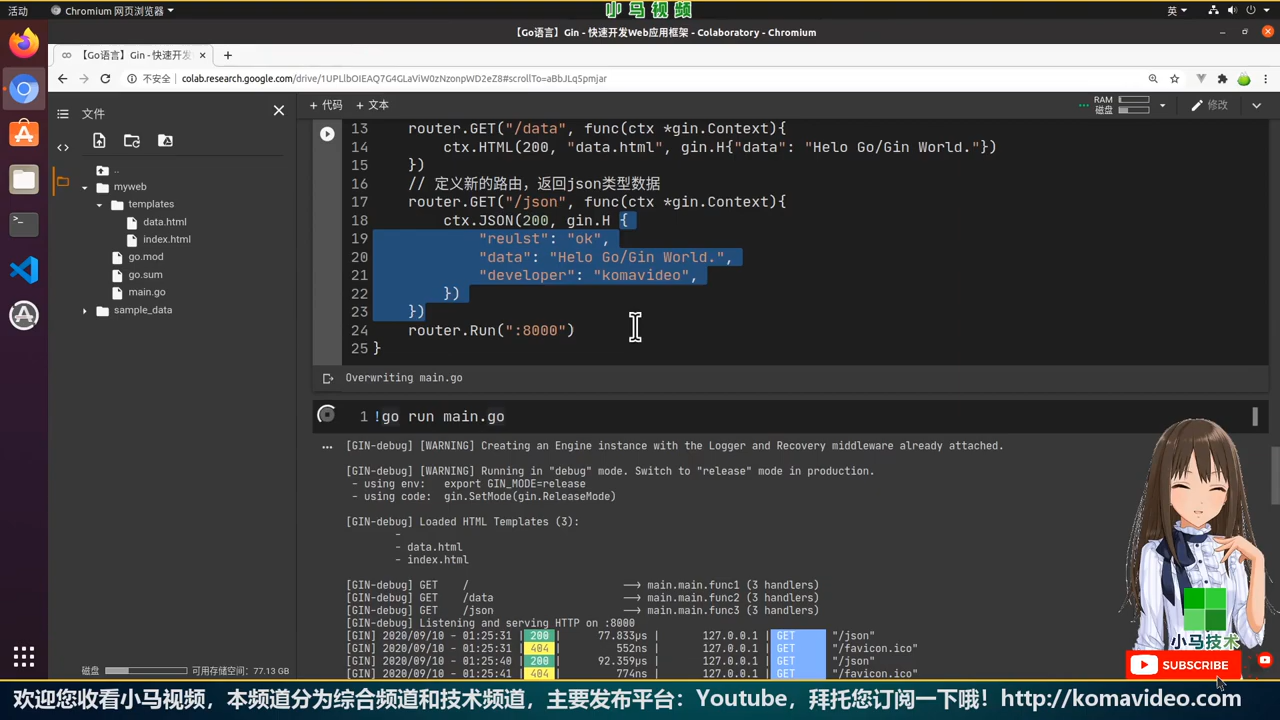 活动
Chromium 网页浏览器
小马视频
英
【Go语言】Gin - 快速开发Web应用框架 - Colaboratory - Chromium
【Go语言】Gin - 快速开发
不安全
colab.research.google.com/drive/1UPLlbOIEAQ7G4GLaViW0zNzonpWD2eZ8#scrollTo=aBbJLq5pmjar
文件
+ 代码 + 文本
RAM
磁盘
修改
..
myweb
templates
data.html
index.html
go.mod
go.sum
main.go
sample_data
13 router.GET("/data", func(ctx *gin.Context){
14 ctx.HTML(200, "data.html", gin.H{"data": "Helo Go/Gin World."})
15 })
16 // 定义新的路由，返回json类型数据
17 router.GET("/json", func(ctx *gin.Context){
18 ctx.JSON(200, gin.H {
19 "reulst": "ok",
20 "data": "Helo Go/Gin World.",
21 "developer": "komavideo",
22 })
23 })
24 router.Run(":8000")
25 }
Overwriting main.go
1 !go run main.go
[GIN-debug] [WARNING] Creating an Engine instance with the Logger and Recovery middleware already attached.
[GIN-debug] [WARNING] Running in "debug" mode. Switch to "release" mode in production.
- using env: export GIN_MODE=release
- using code: gin.SetMode(gin.ReleaseMode)
[GIN-debug] Loaded HTML Templates (3):
-
- data.html
- index.html
[GIN-debug] GET / --> main.main.func1 (3 handlers)
[GIN-debug] GET /data --> main.main.func2 (3 handlers)
[GIN-debug] GET /json --> main.main.func3 (3 handlers)
[GIN-debug] Listening and serving HTTP on :8000
[GIN] 2020/09/10 - 01:25:31 | 200 | 77.833µs | 127.0.0.1 | GET "/json"
[GIN] 2020/09/10 - 01:25:31 | 404 | 552ns | 127.0.0.1 | GET "/favicon.ico"
[GIN] 2020/09/10 - 01:25:40 | 200 | 92.359µs | 127.0.0.1 | GET "/json"
[GIN] 2020/09/10 - 01:25:41 | 404 | 774ns | 127.0.0.1 | GET "/favicon.ico"
磁盘
可用存储空间：77.13 GB
小马技术
SUBSCRIBE
欢迎您收看小马视频，本频道分为综合频道和技术频道，主要发布平台：Youtube，拜托您订阅一下哦！http://komavideo.com